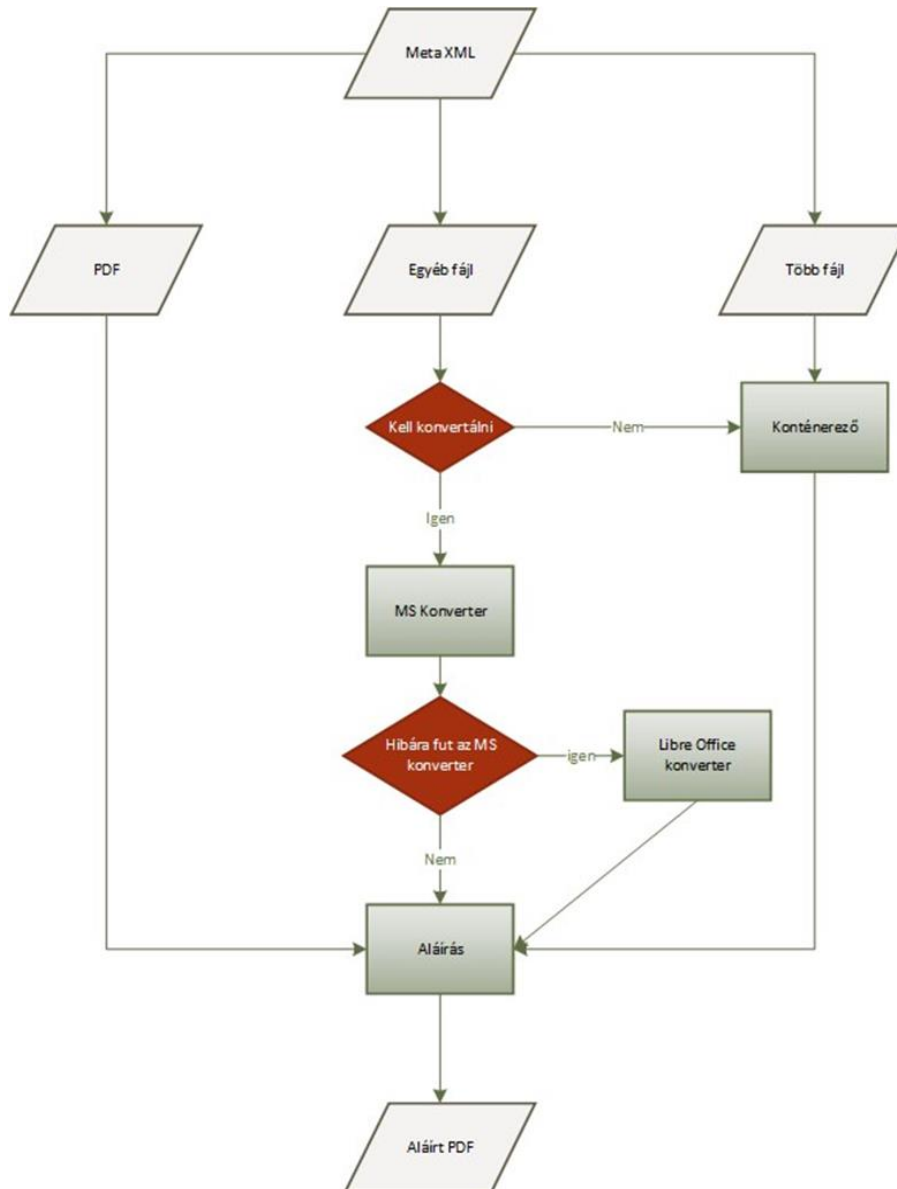 Meta XML
PDF
Egyéb fájl
Több fájl
Kell konvertálni
Nem
Konténerező
Igen
MS Konverter
Hibára fut az MS
konverter
igen
Libre Office
konverter
Nem
Aláírás
Aláírt PDF